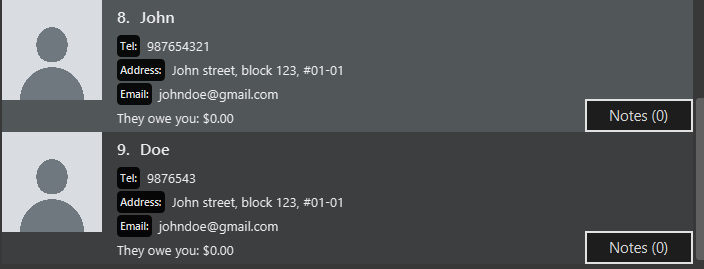 8. John
Tel: 987654321
Address: John street, block 123, #01-01
Email: johndoe@gmail.com
They owe you: $0.00
Notes (0)
9. Doe
Tel: 9876543
Address: John street, block 123, #01-01
Email: johndoe@gmail.com
They owe you: $0.00
Notes (0)